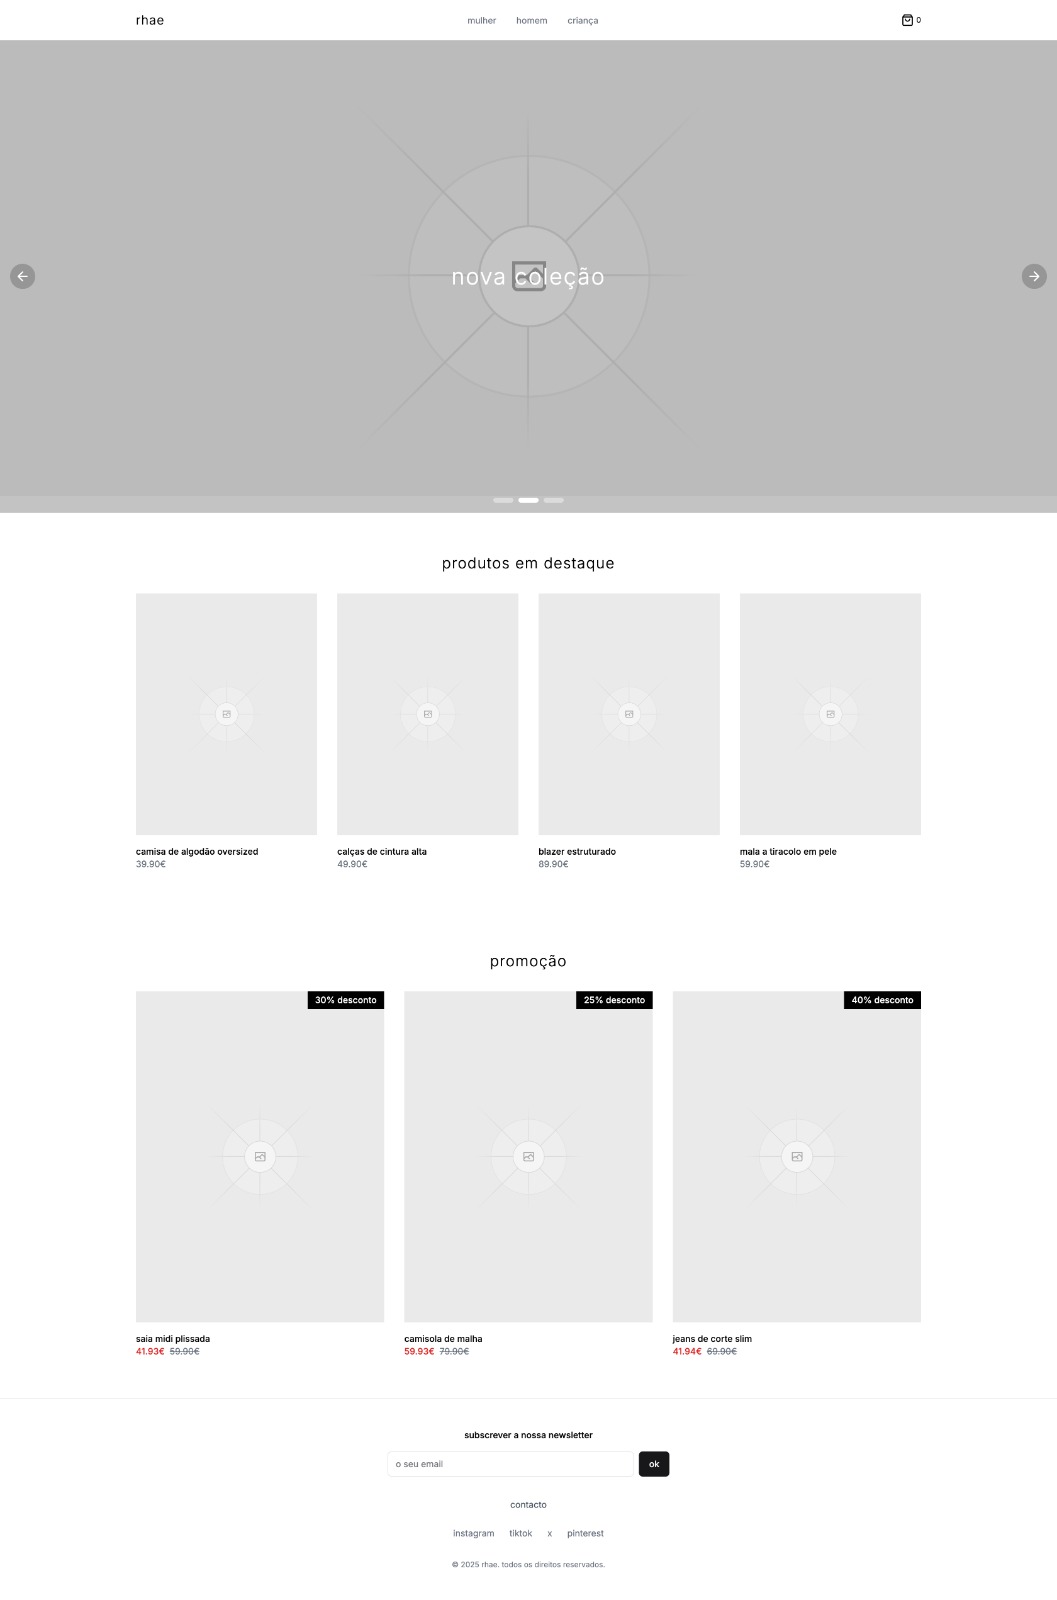 rhae
mulher homem criança
0
nova coleção
produtos em destaque
camisa de algodão oversized
39.90€
calças de cintura alta
49.90€
blazer estruturado
89.90€
mala a tiracolo em pele
59.90€
promoção
30% desconto
saia midi plissada
41.93€ 59.90€
25% desconto
camisola de malha
59.93€ 79.90€
40% desconto
jeans de corte slim
41.94€ 69.90€
subscrever a nossa newsletter
o seu email
ok
contacto
instagram tiktok x pinterest
© 2025 rhae. todos os direitos reservados.